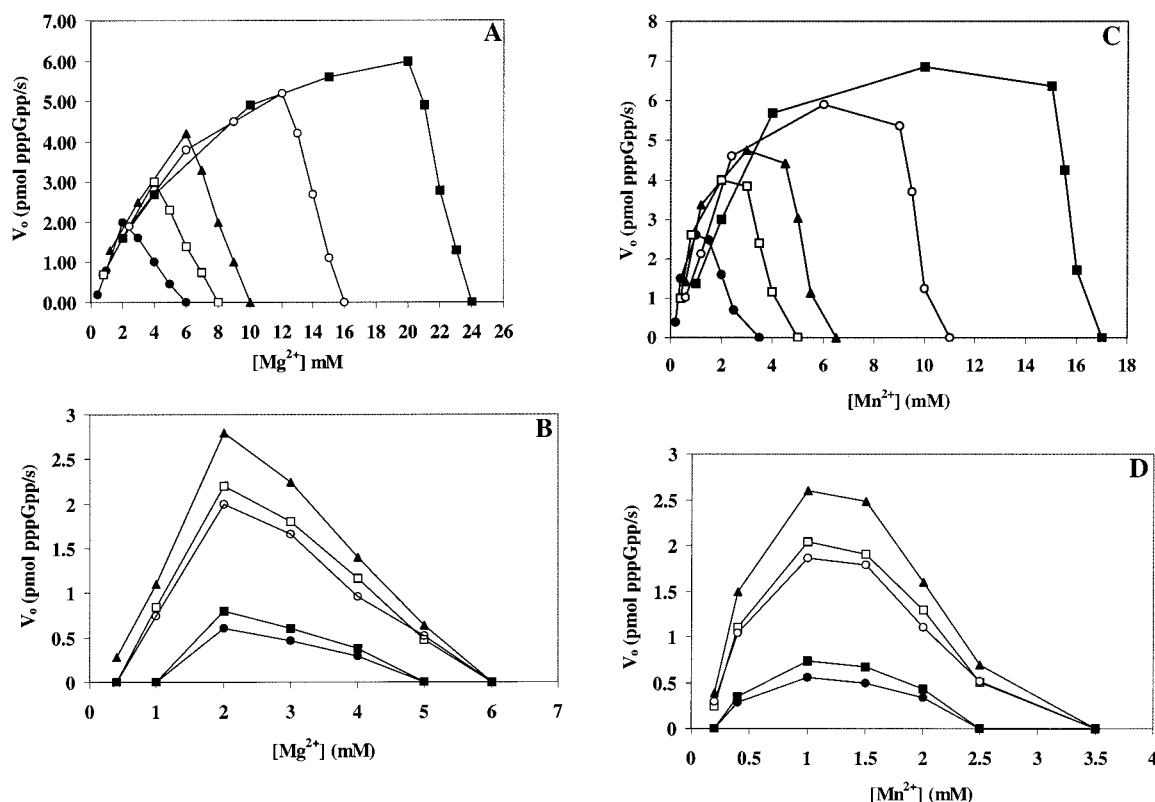 A
7.00
6.00
5.00
4.00
3.00
2.00
1.00
0.00
Vo (pmol pppGpp/s)
0 2 4 6 8 10 12 14 16 18 20 22 24 26
[Mg2+] mM
C
8
7
6
5
4
3
2
1
0
Vo (pmol pppGpp/s)
0 2 4 6 8 10 12 14 16 18
[Mn2+] (mM)
B
3
2.5
2
1.5
1
0.5
0
Vo (pmol pppGpp/s)
0 1 2 3 4 5 6 7
[Mg2+] (mM)
D
3
2.5
2
1.5
1
0.5
0
Vo (pmol pppGpp/s)
0 0.5 1 1.5 2 2.5 3 3.5 4
[Mn2+] (mM)